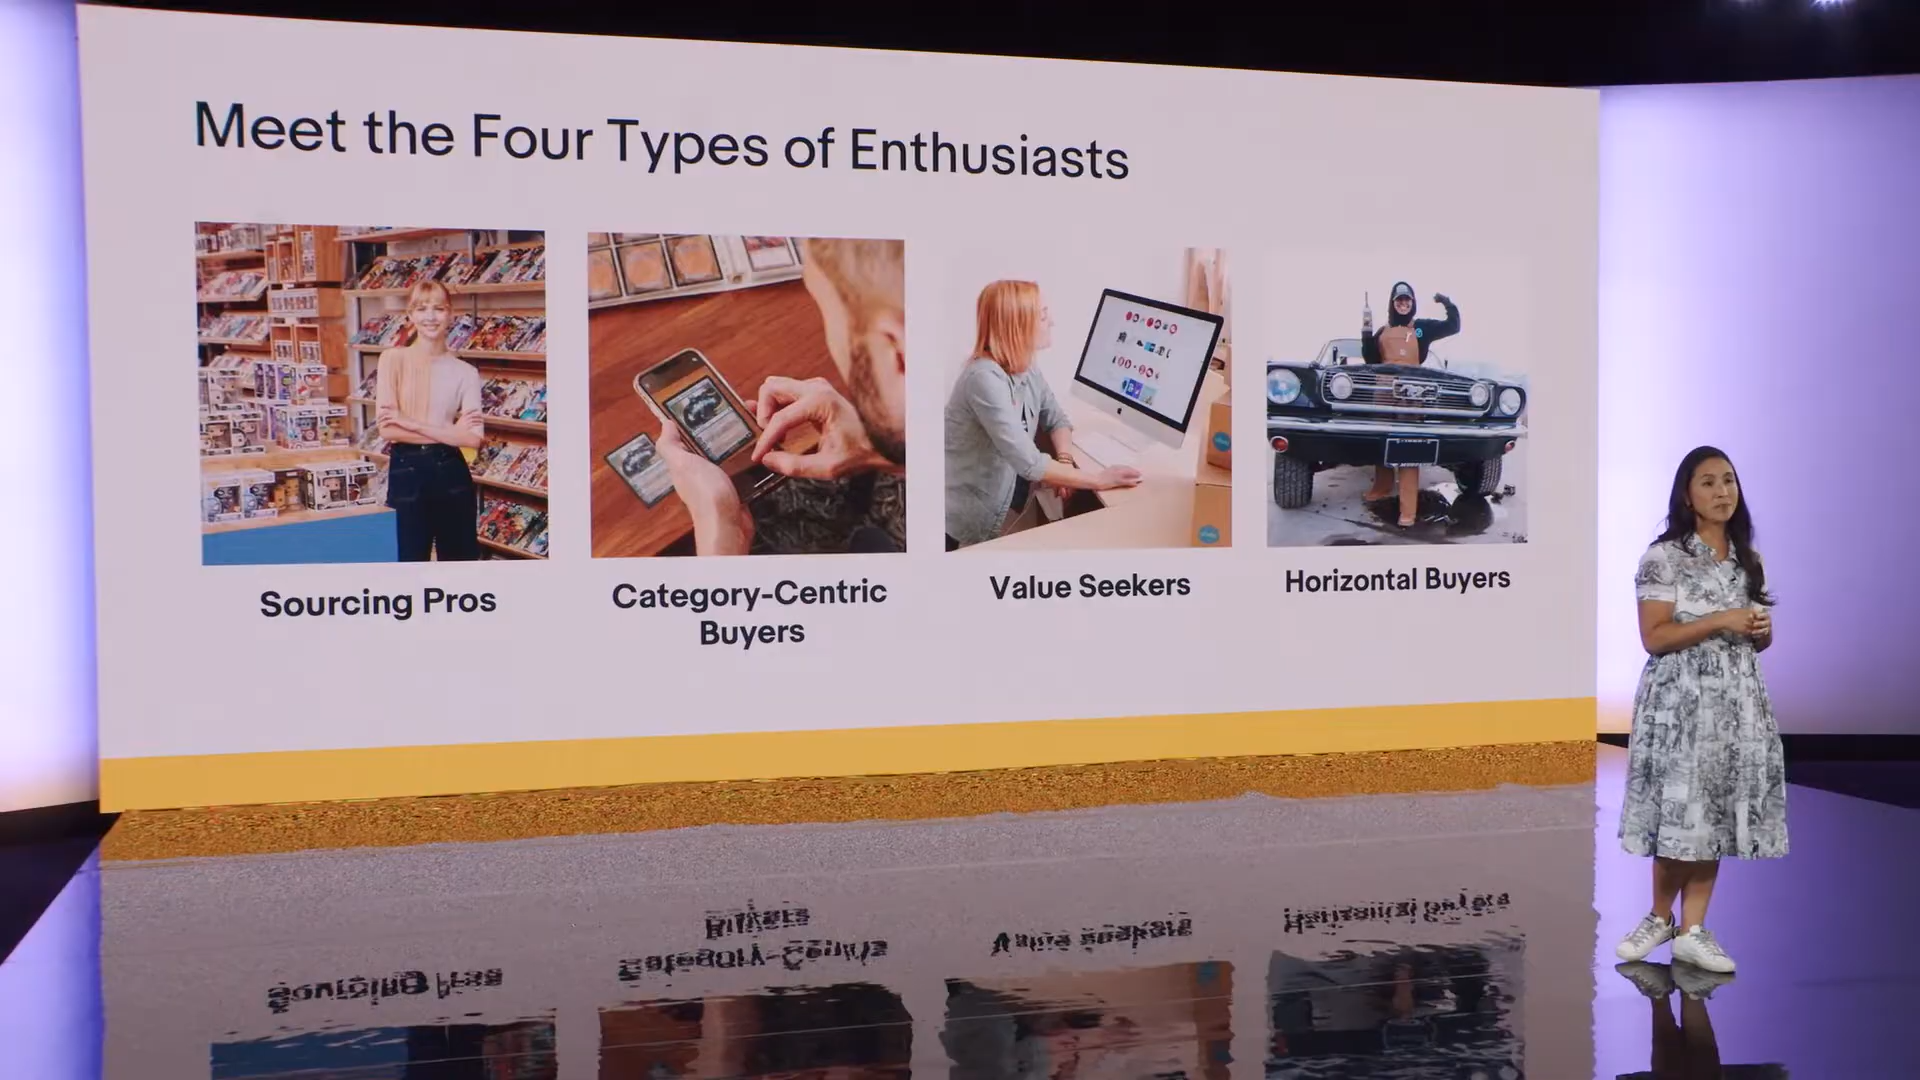 Meet the Four Types of Enthusiasts
Sourcing Pros
Category-Centric
Buyers
Value Seekers
Horizontal Buyers